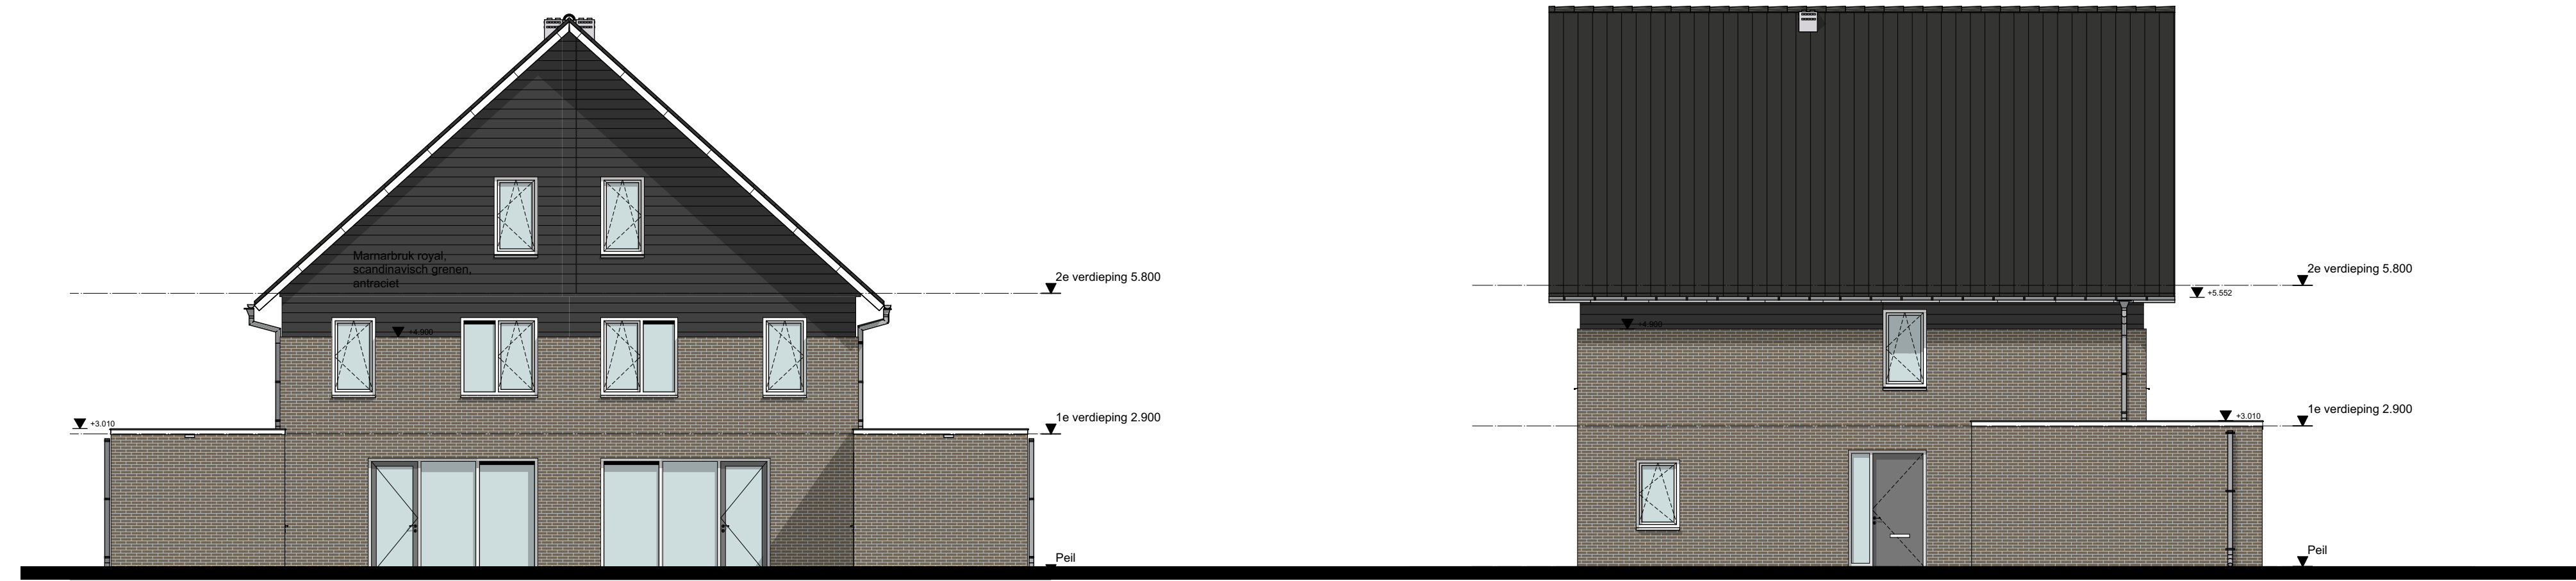 Marnarbruk royal,
scandinavisch grenen,
antraciet
2e verdieping 5.800
+4.900
1e verdieping 2.900
+3.010
Peil
2e verdieping 5.800
+5.552
+4.900
1e verdieping 2.900
+3.010
Peil